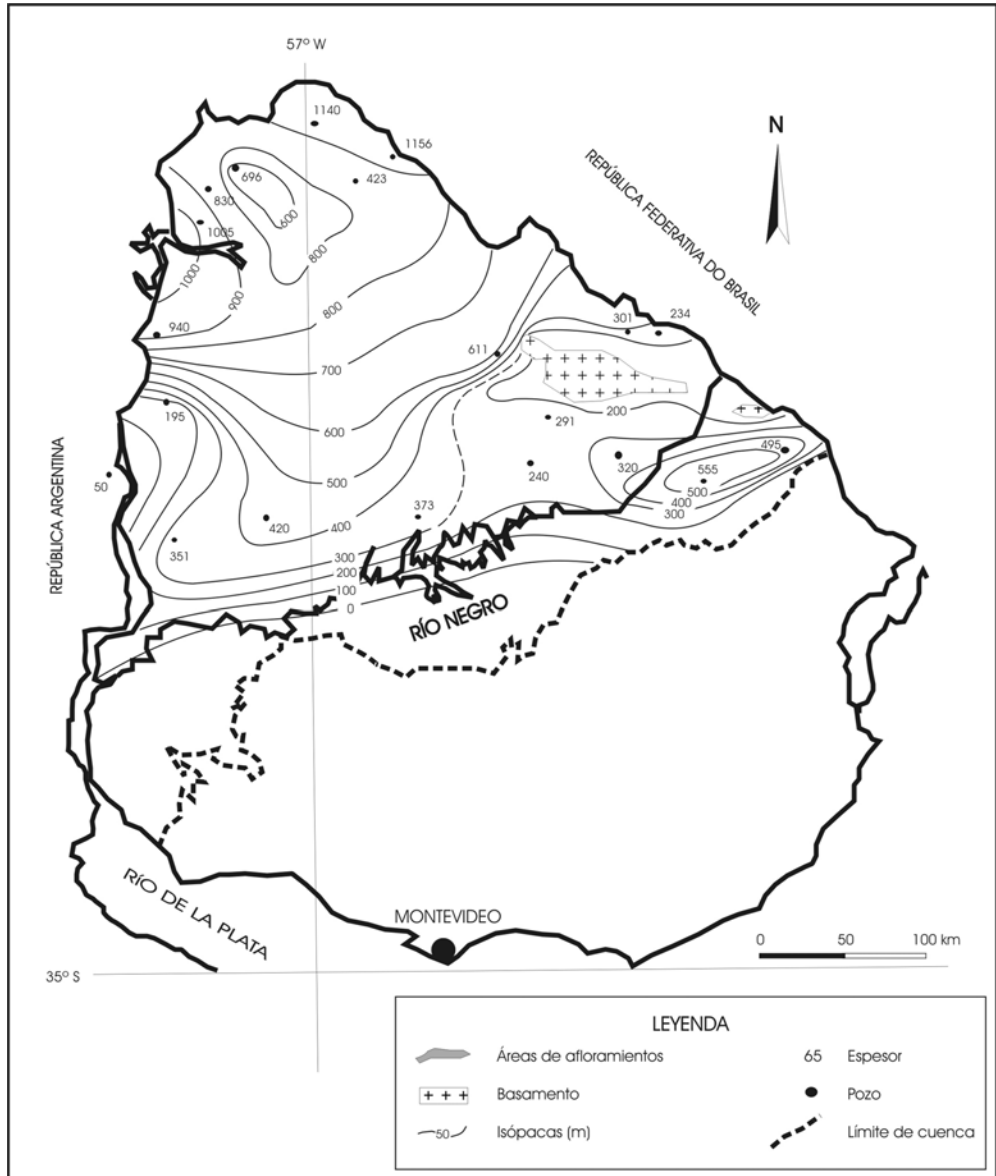 57º W
1140
1156
N
REPÚBLICA FEDERATIVA DO BRASIL
696
423
830
600
1005
800
1000
900
940
800
301
234
611
700
195
200
291
600
495
REPÚBLICA ARGENTINA
50
500
240
320
555
500
400
420
400
373
300
351
300
200
100
0
RÍO NEGRO
RÍO DE LA PLATA
MONTEVIDEO
0 50 100 km
35º S
LEYENDA
Áreas de afloramientos
65 Espesor
Basamento
Pozo
50 Isópacas (m)
Límite de cuenca